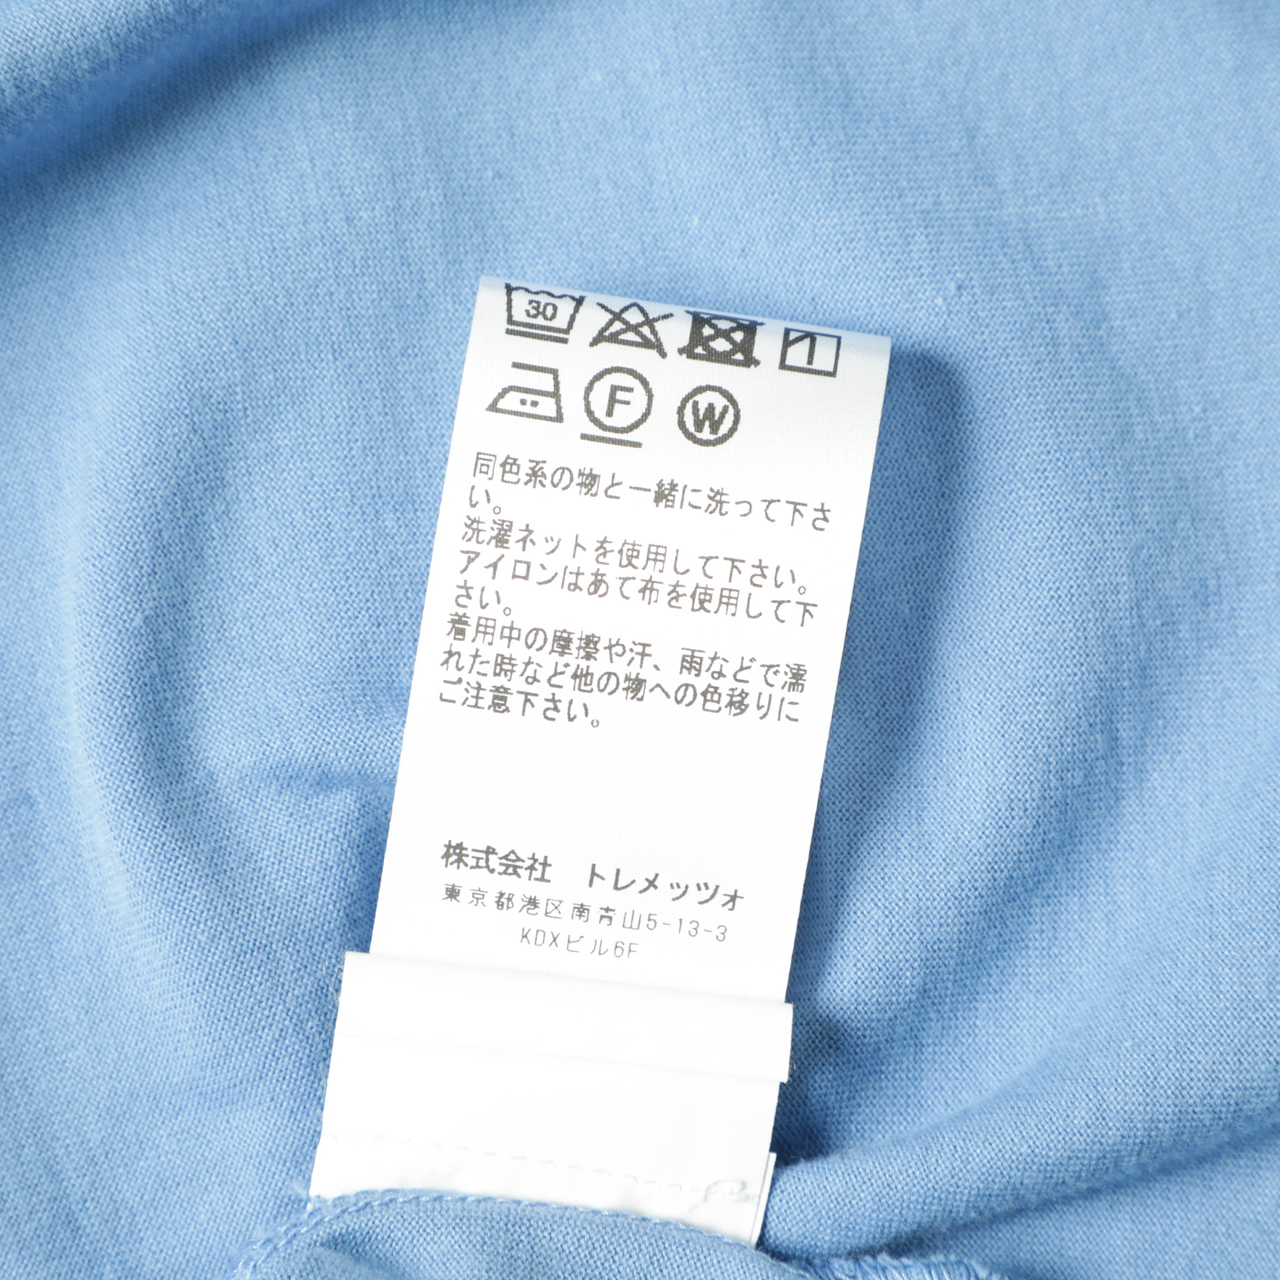 30
F W
同色系の物と一緒に洗って下さ
い。
洗濯ネットを使用して下さい。
アイロンはあて布を使用して下
さい。
着用中の摩擦や汗、雨などで濡
れた時など他の物への色移りに
ご注意下さい。
株式会社　トレメッツォ
東京都港区南青山5-13-3
KDXビル6F